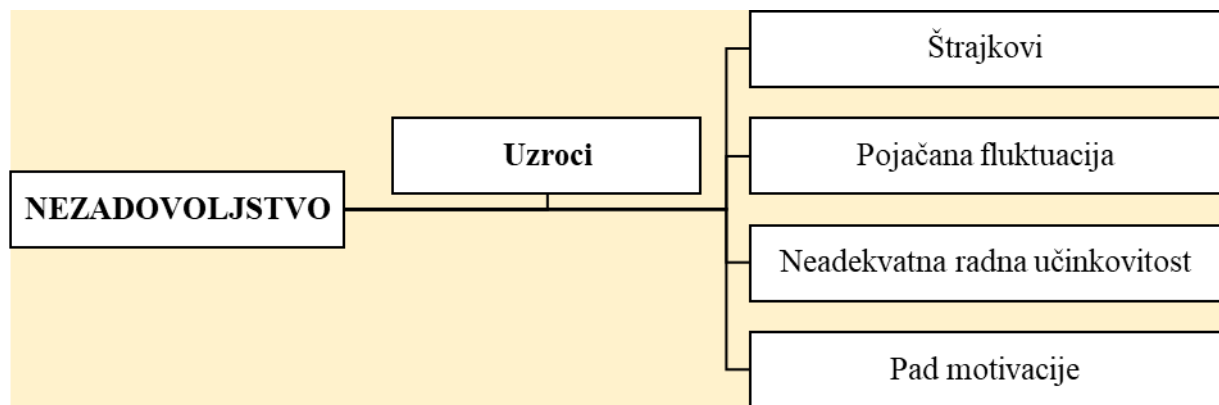 NEZADOVOLJSTVO
Uzroci
Štrajkovi
Pojačana fluktuacija
Neadekvatna radna učinkovitost
Pad motivacije